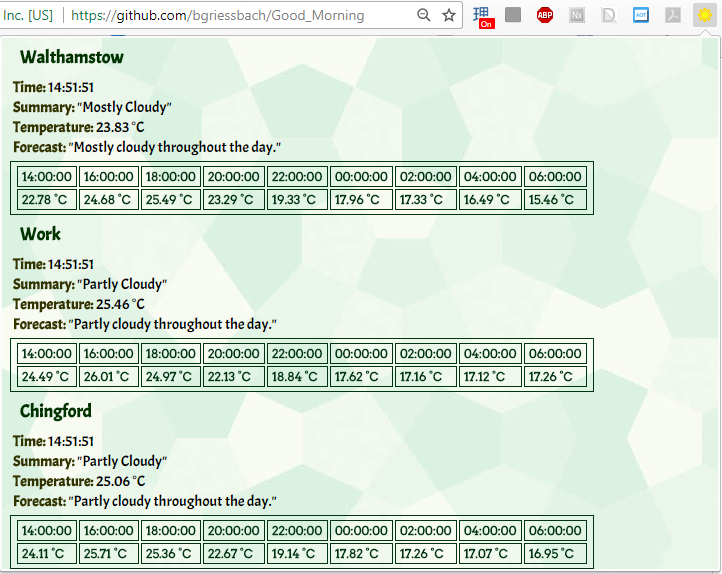 Inc. [US] https://github.com/bgriessbach/Good_Morning 理 On ABP Nx D AOT
Walthamstow
Time: 14:51:51
Summary: "Mostly Cloudy"
Temperature: 23.83 °C
Forecast: "Mostly cloudy throughout the day."
14:00:00 16:00:00 18:00:00 20:00:00 22:00:00 00:00:00 02:00:00 04:00:00 06:00:00
22.78 °C 24.68 °C 25.49 °C 23.29 °C 19.33 °C 17.96 °C 17.33 °C 16.49 °C 15.46 °C
Work
Time: 14:51:51
Summary: "Partly Cloudy"
Temperature: 25.46 °C
Forecast: "Partly cloudy throughout the day."
14:00:00 16:00:00 18:00:00 20:00:00 22:00:00 00:00:00 02:00:00 04:00:00 06:00:00
24.49 °C 26.01 °C 24.97 °C 22.13 °C 18.84 °C 17.62 °C 17.16 °C 17.12 °C 17.26 °C
Chingford
Time: 14:51:51
Summary: "Partly Cloudy"
Temperature: 25.06 °C
Forecast: "Partly cloudy throughout the day."
14:00:00 16:00:00 18:00:00 20:00:00 22:00:00 00:00:00 02:00:00 04:00:00 06:00:00
24.11 °C 25.71 °C 25.36 °C 22.67 °C 19.14 °C 17.82 °C 17.26 °C 17.07 °C 16.95 °C